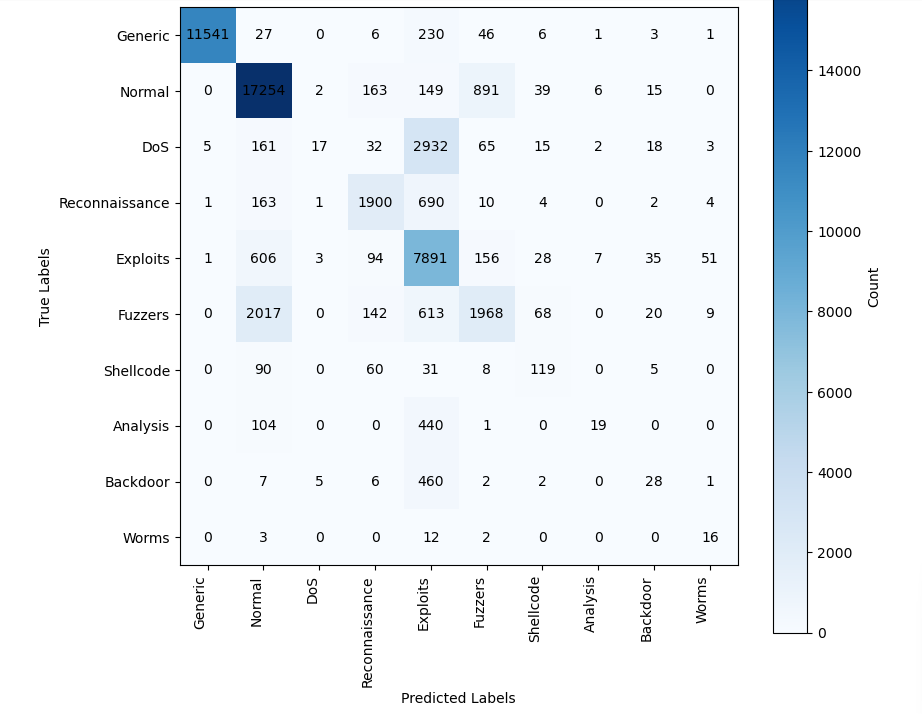 Generic 11541 27 0 6 230 46 6 1 3 1
Normal 0 17254 2 163 149 891 39 6 15 0
DoS 5 161 17 32 2932 65 15 2 18 3
Reconnaissance 1 163 1 1900 690 10 4 0 2 4
Exploits 1 606 3 94 7891 156 28 7 35 51
Fuzzers 0 2017 0 142 613 1968 68 0 20 9
Shellcode 0 90 0 60 31 8 119 0 5 0
Analysis 0 104 0 0 440 1 0 19 0 0
Backdoor 0 7 5 6 460 2 2 0 28 1
Worms 0 3 0 0 12 2 0 0 0 16
True Labels
Generic
Normal
DoS
Reconnaissance
Exploits
Fuzzers
Shellcode
Analysis
Backdoor
Worms
Predicted Labels
14000
12000
10000
8000
6000
4000
2000
0
Count